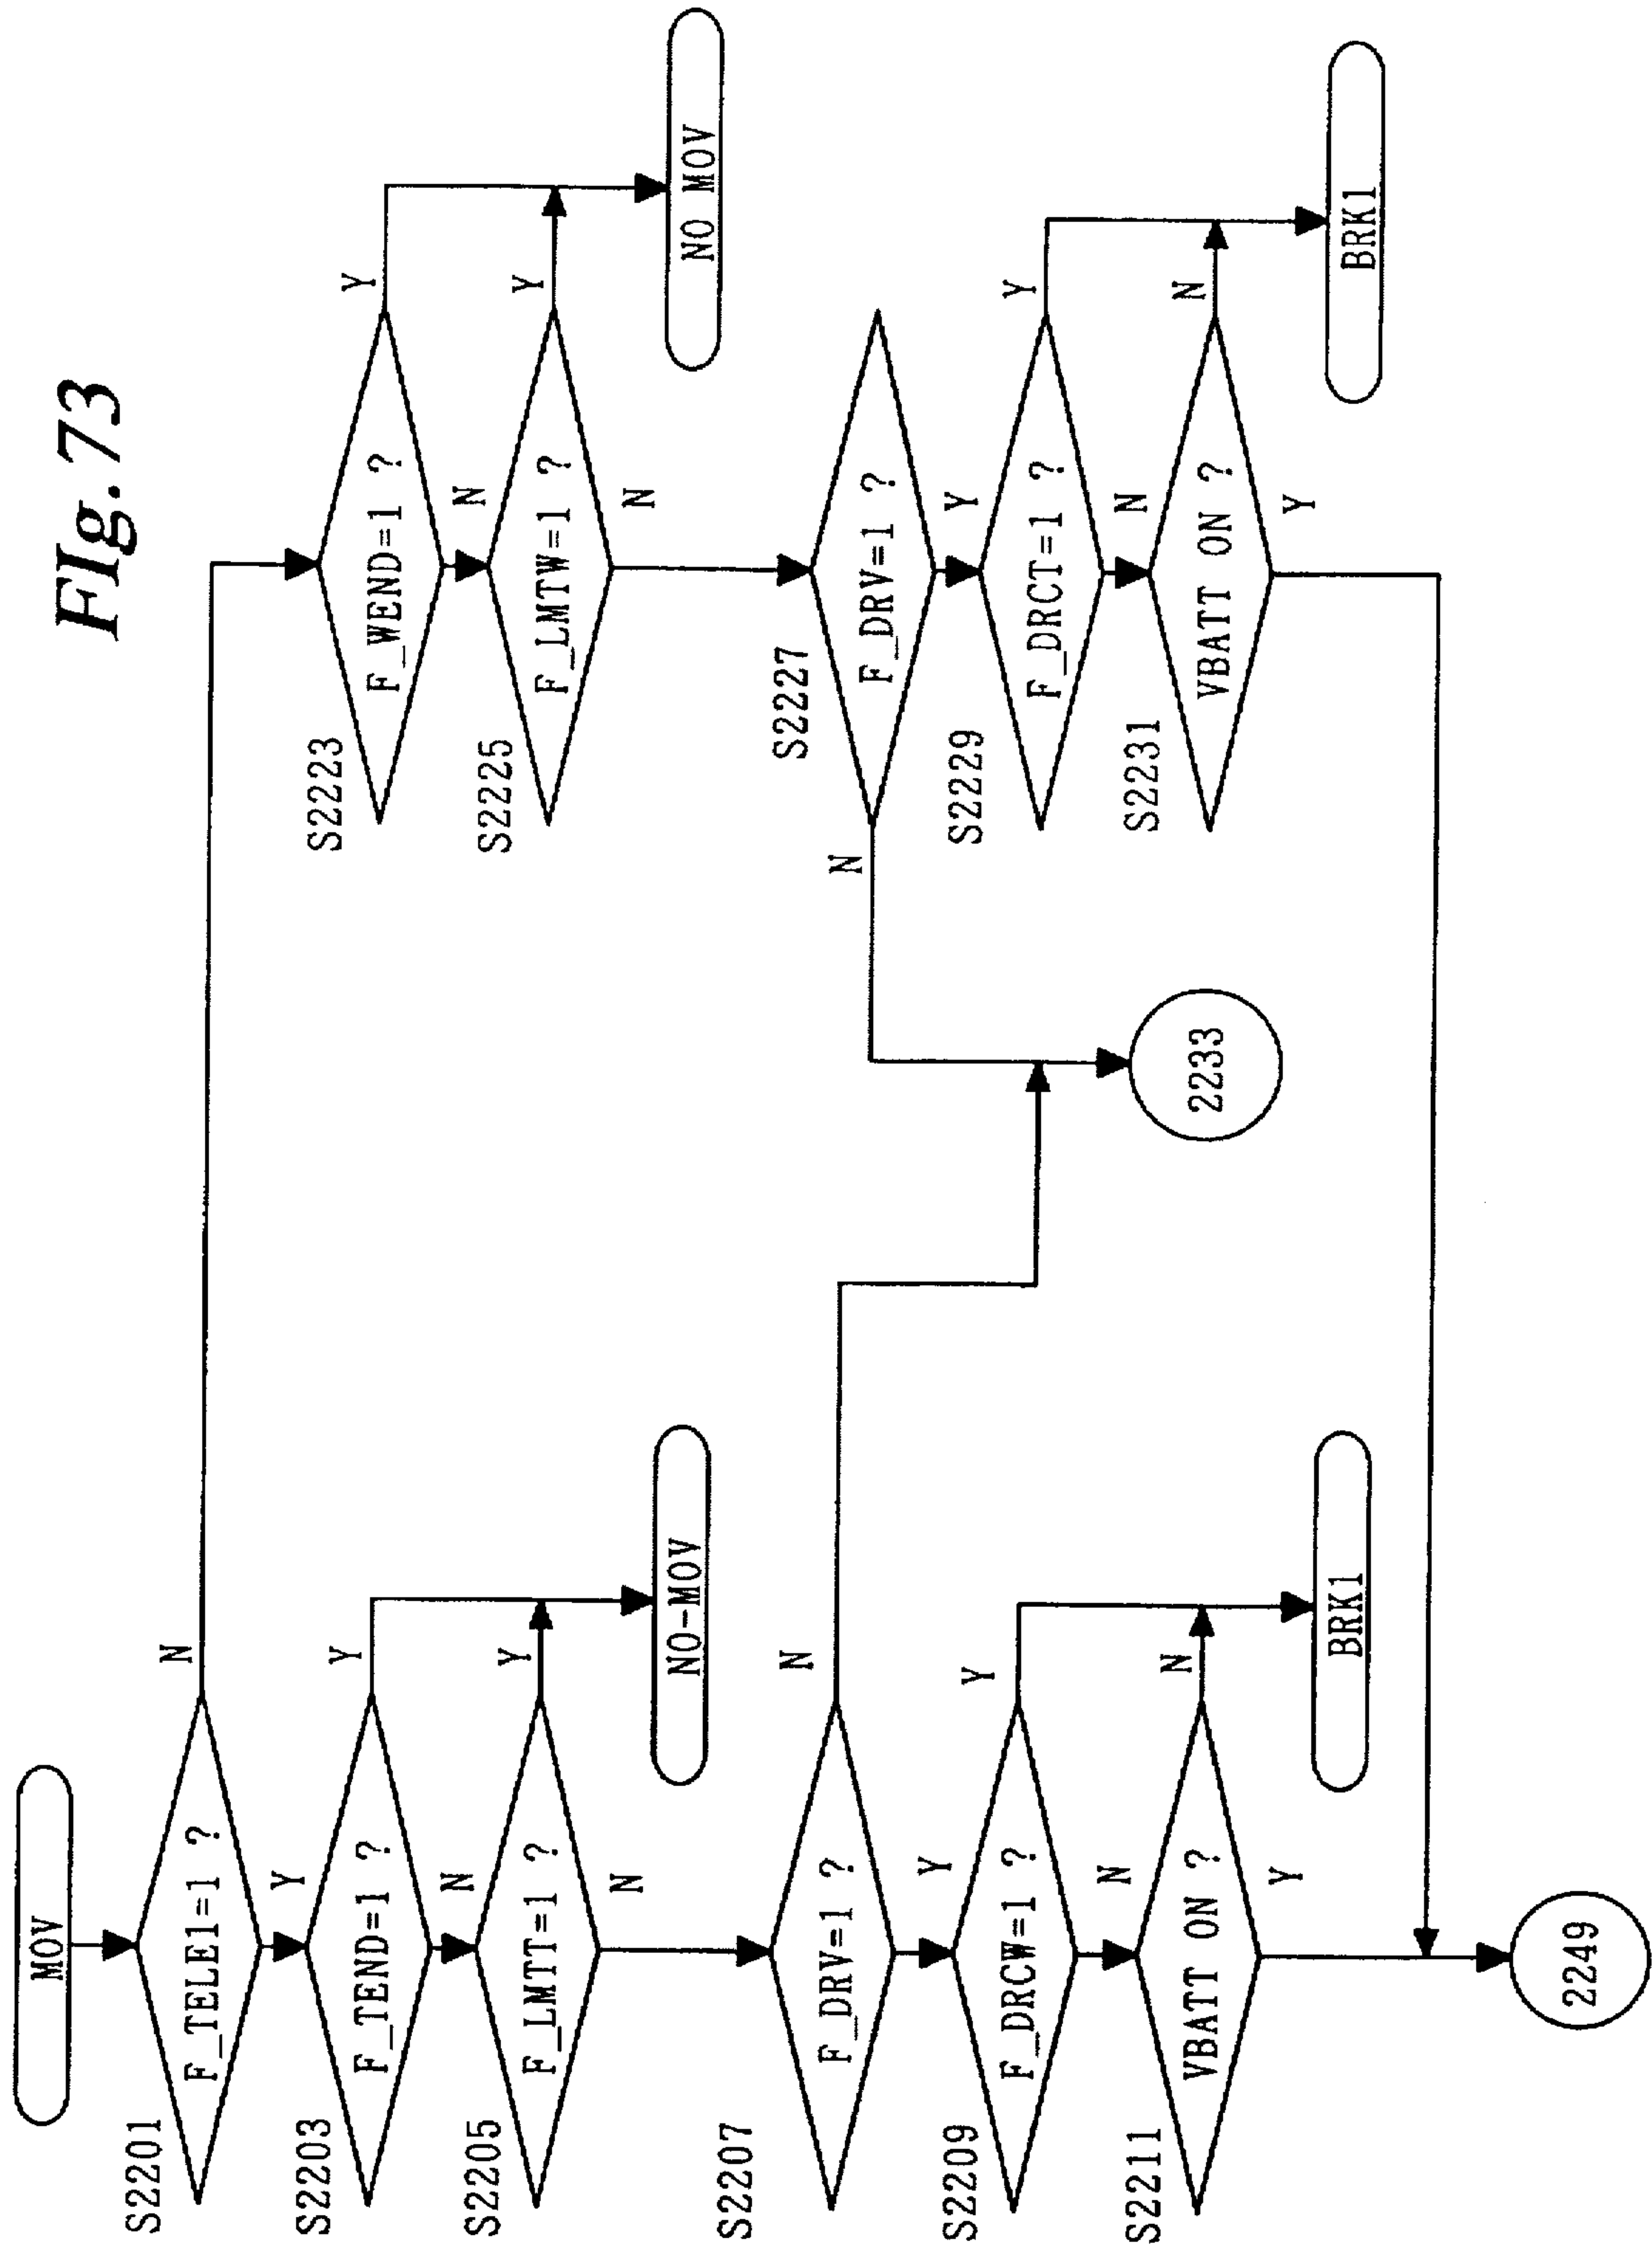 FIg. 73
MOV
S2201
F_TELE1=1 ?
N
Y
S2203
F_TEND=1 ?
Y
N
S2205
F_LMTT=1 ?
Y
N
NO-MOV
S2207
F_DRV=1 ?
N
Y
S2209
F_DRCW=1 ?
Y
N
S2211
VBATT ON ?
N
Y
BRK1
2249
S2223
F_WEND=1 ?
Y
N
S2225
F_LMTW=1 ?
Y
N
NO MOV
S2227
F_DRV=1 ?
N
Y
2233
S2229
F_DRCT=1 ?
Y
N
S2231
VBATT ON ?
N
Y
BRK1